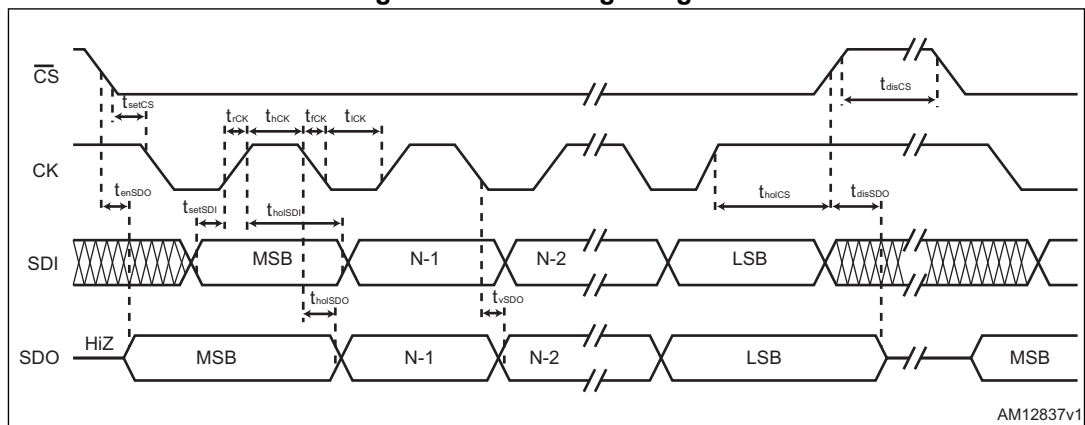 CS
tsetCS
tdisCS
trCK
thCK
tfCK
tlCK
CK
tenSDO
tsetSDI
tholSDI
tholCS
tdisSDO
SDI
MSB
N-1
N-2
LSB
tholSDO
tvSDO
SDO
HiZ
MSB
N-1
N-2
LSB
MSB
AM12837v1